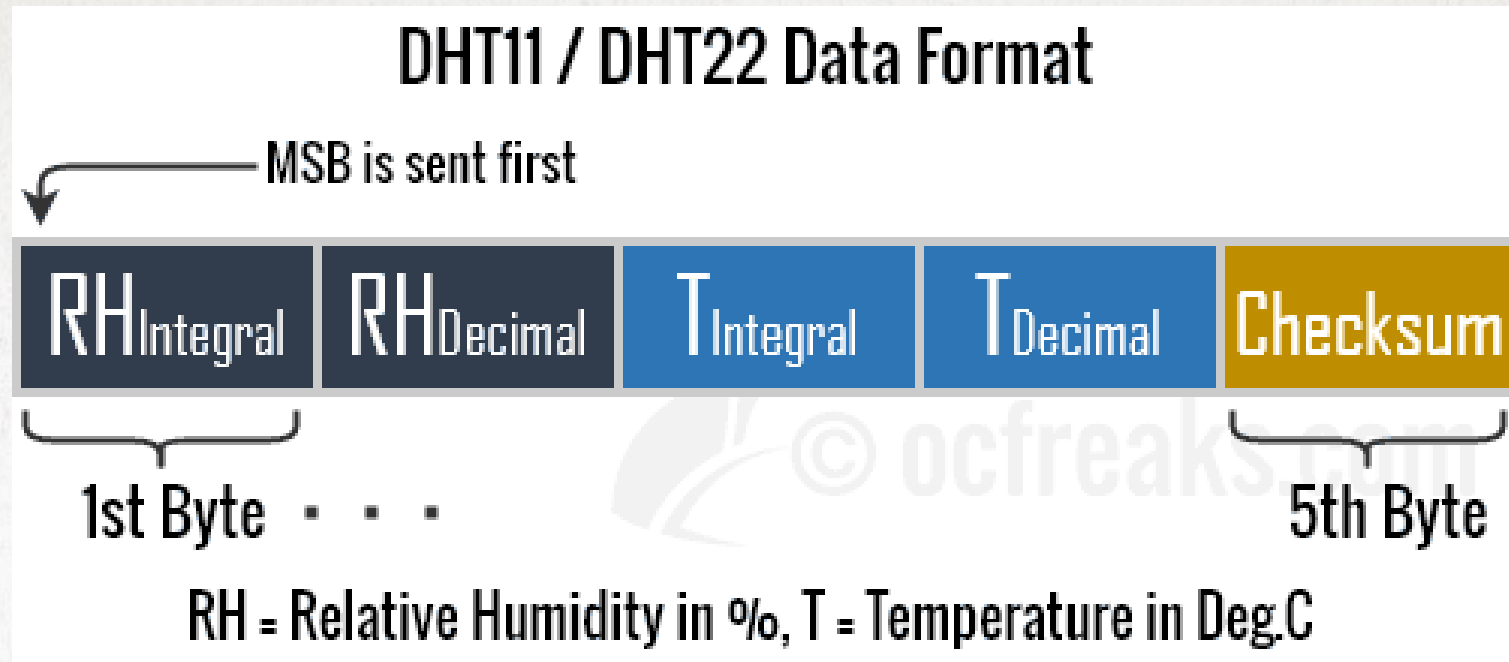 DHT11 / DHT22 Data Format
MSB is sent first
RHIntegral RHDecimal TIntegral TDecimal Checksum
© ocfreaks.com
1st Byte . . . 5th Byte
RH = Relative Humidity in %, T = Temperature in Deg.C